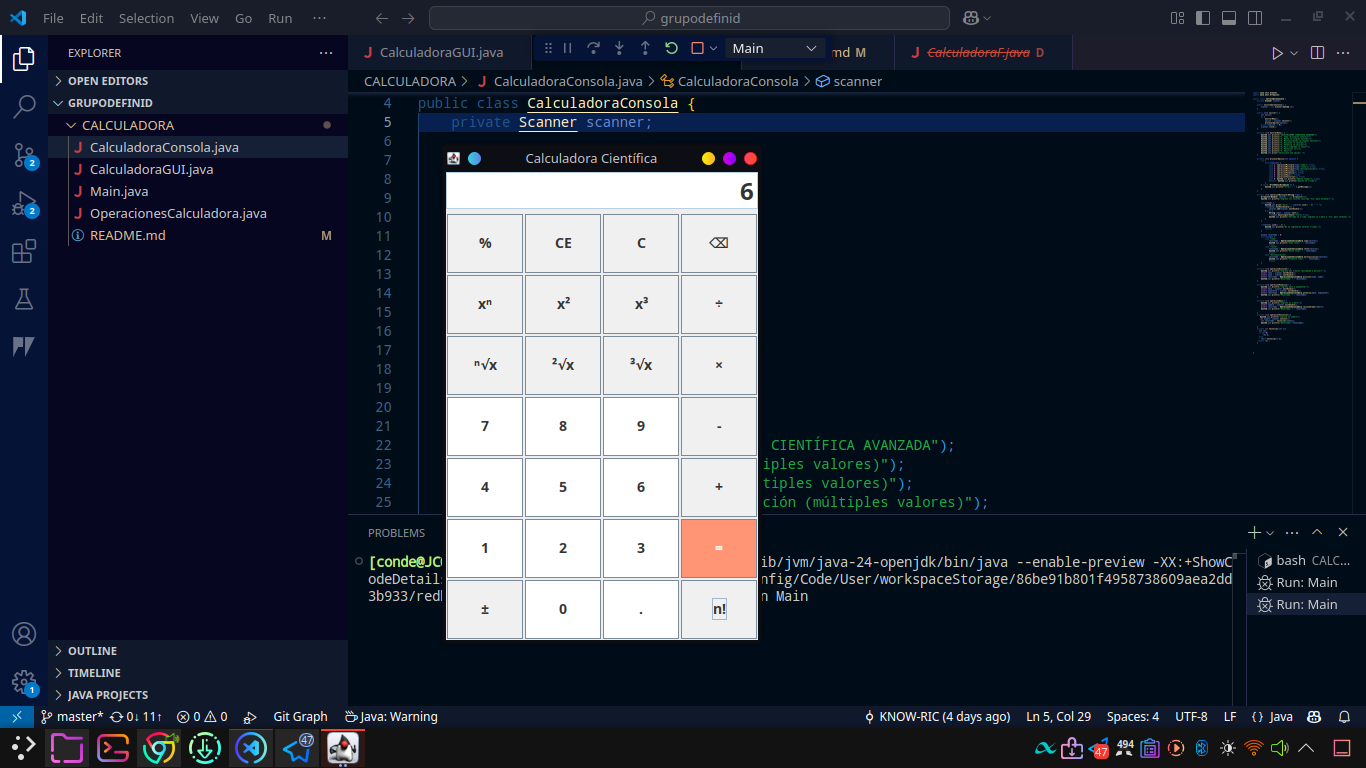 File Edit Selection View Go Run ···
grupodefinid
EXPLORER
OPEN EDITORS
GRUPODEFINID
CALCULADORA
CalculadoraConsola.java
CalculadoraGUI.java
Main.java
OperacionesCalculadora.java
README.md M
CalculadoraGUI.java
Main
md M
CalculadoraF.java D
CALCULADORA > CalculadoraConsola.java > CalculadoraConsola > scanner
4 public class CalculadoraConsola {
5 private Scanner scanner;
6
7
8
9
10
11
12
13
14
15
16
17
18
19
20
21
22 CIENTÍFICA AVANZADA");
23 iples valores)");
24 tiples valores)");
25 ción (múltiples valores)");
Calculadora Científica
6
% CE C ⌫
xⁿ x² x³ ÷
ⁿ√x ²√x ³√x ×
7 8 9 -
4 5 6 +
1 2 3 =
± 0 . n!
PROBLEMS
[conde@JC
ib/jvm/java-24-openjdk/bin/java --enable-preview -XX:+ShowC
odeDetail
nfig/Code/User/workspaceStorage/86be91b801f4958738609aea2dd
3b933/red
n Main
bash CALC...
Run: Main
Run: Main
OUTLINE
TIMELINE
JAVA PROJECTS
2
2
1
master* 0↓ 11↑ 0 0 Git Graph Java: Warning KNOW-RIC (4 days ago) Ln 5, Col 29 Spaces: 4 UTF-8 LF {} Java
47
47
494